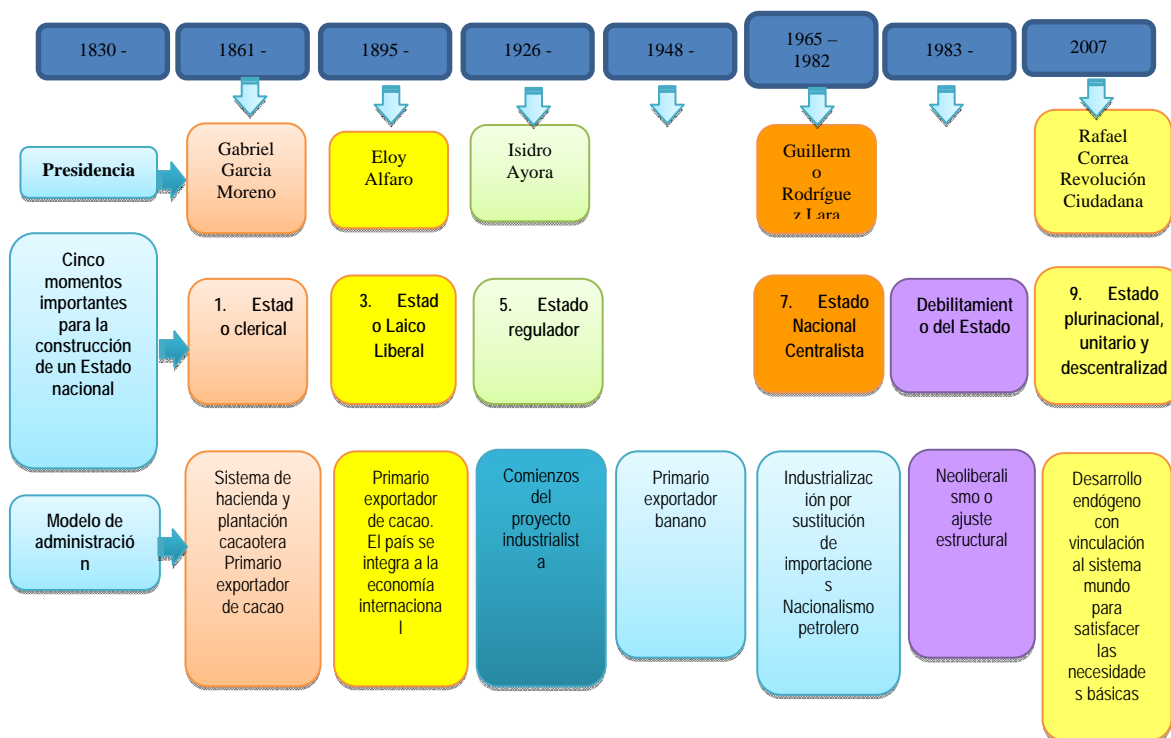 1830 -
1861 -
1895 -
1926 -
1948 -
1965 –
1982
1983 -
2007
Presidencia
Gabriel
Garcia
Moreno
Eloy
Alfaro
Isidro
Ayora
Guillerm
o
Rodrígue
z Lara
Rafael
Correa
Revolución
Ciudadana
Cinco
momentos
importantes
para la
construcción
de un Estado
nacional
1. Estad
o clerical
3. Estad
o Laico
Liberal
5. Estado
regulador
7. Estado
Nacional
Centralista
Debilitamient
o del Estado
9. Estado
plurinacional,
unitario y
descentralizad
Modelo de
administració
n
Sistema de
hacienda y
plantación
cacaotera
Primario
exportador
de cacao
Primario
exportador
de cacao.
El país se
integra a la
economía
internaciona
l
Comienzos
del
proyecto
industrialist
a
Primario
exportador
banano
Industrializac
ión por
sustitución
de
importacione
s
Nacionalismo
petrolero
Neoliberali
smo o
ajuste
estructural
Desarrollo
endógeno
con
vinculación
al sistema
mundo
para
satisfacer
las
necesidade
s básicas